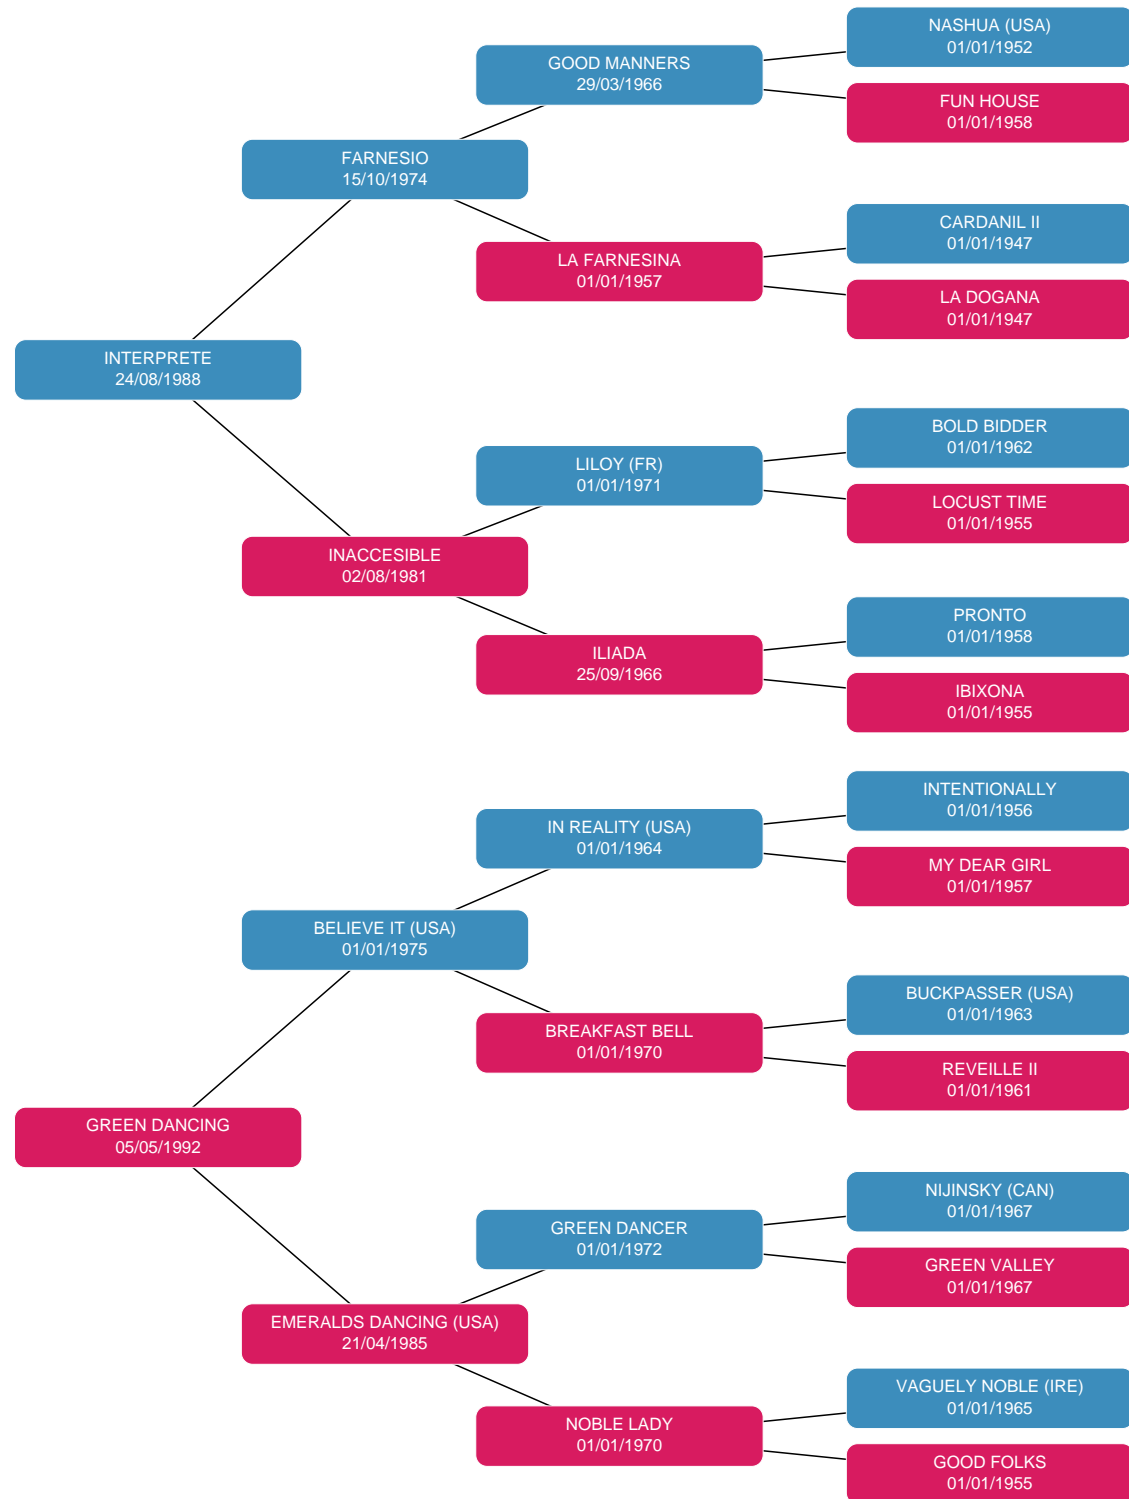 NASHUA (USA)
01/01/1952
GOOD MANNERS
29/03/1966
FUN HOUSE
01/01/1958
FARNESIO
15/10/1974
CARDANIL II
01/01/1947
LA FARNESINA
01/01/1957
LA DOGANA
01/01/1947
INTERPRETE
24/08/1988
BOLD BIDDER
01/01/1962
LILOY (FR)
01/01/1971
LOCUST TIME
01/01/1955
INACCESIBLE
02/08/1981
PRONTO
01/01/1958
ILIADA
25/09/1966
IBIXONA
01/01/1955
INTENTIONALLY
01/01/1956
IN REALITY (USA)
01/01/1964
MY DEAR GIRL
01/01/1957
BELIEVE IT (USA)
01/01/1975
BUCKPASSER (USA)
01/01/1963
BREAKFAST BELL
01/01/1970
REVEILLE II
01/01/1961
GREEN DANCING
05/05/1992
NIJINSKY (CAN)
01/01/1967
GREEN DANCER
01/01/1972
GREEN VALLEY
01/01/1967
EMERALDS DANCING (USA)
21/04/1985
VAGUELY NOBLE (IRE)
01/01/1965
NOBLE LADY
01/01/1970
GOOD FOLKS
01/01/1955